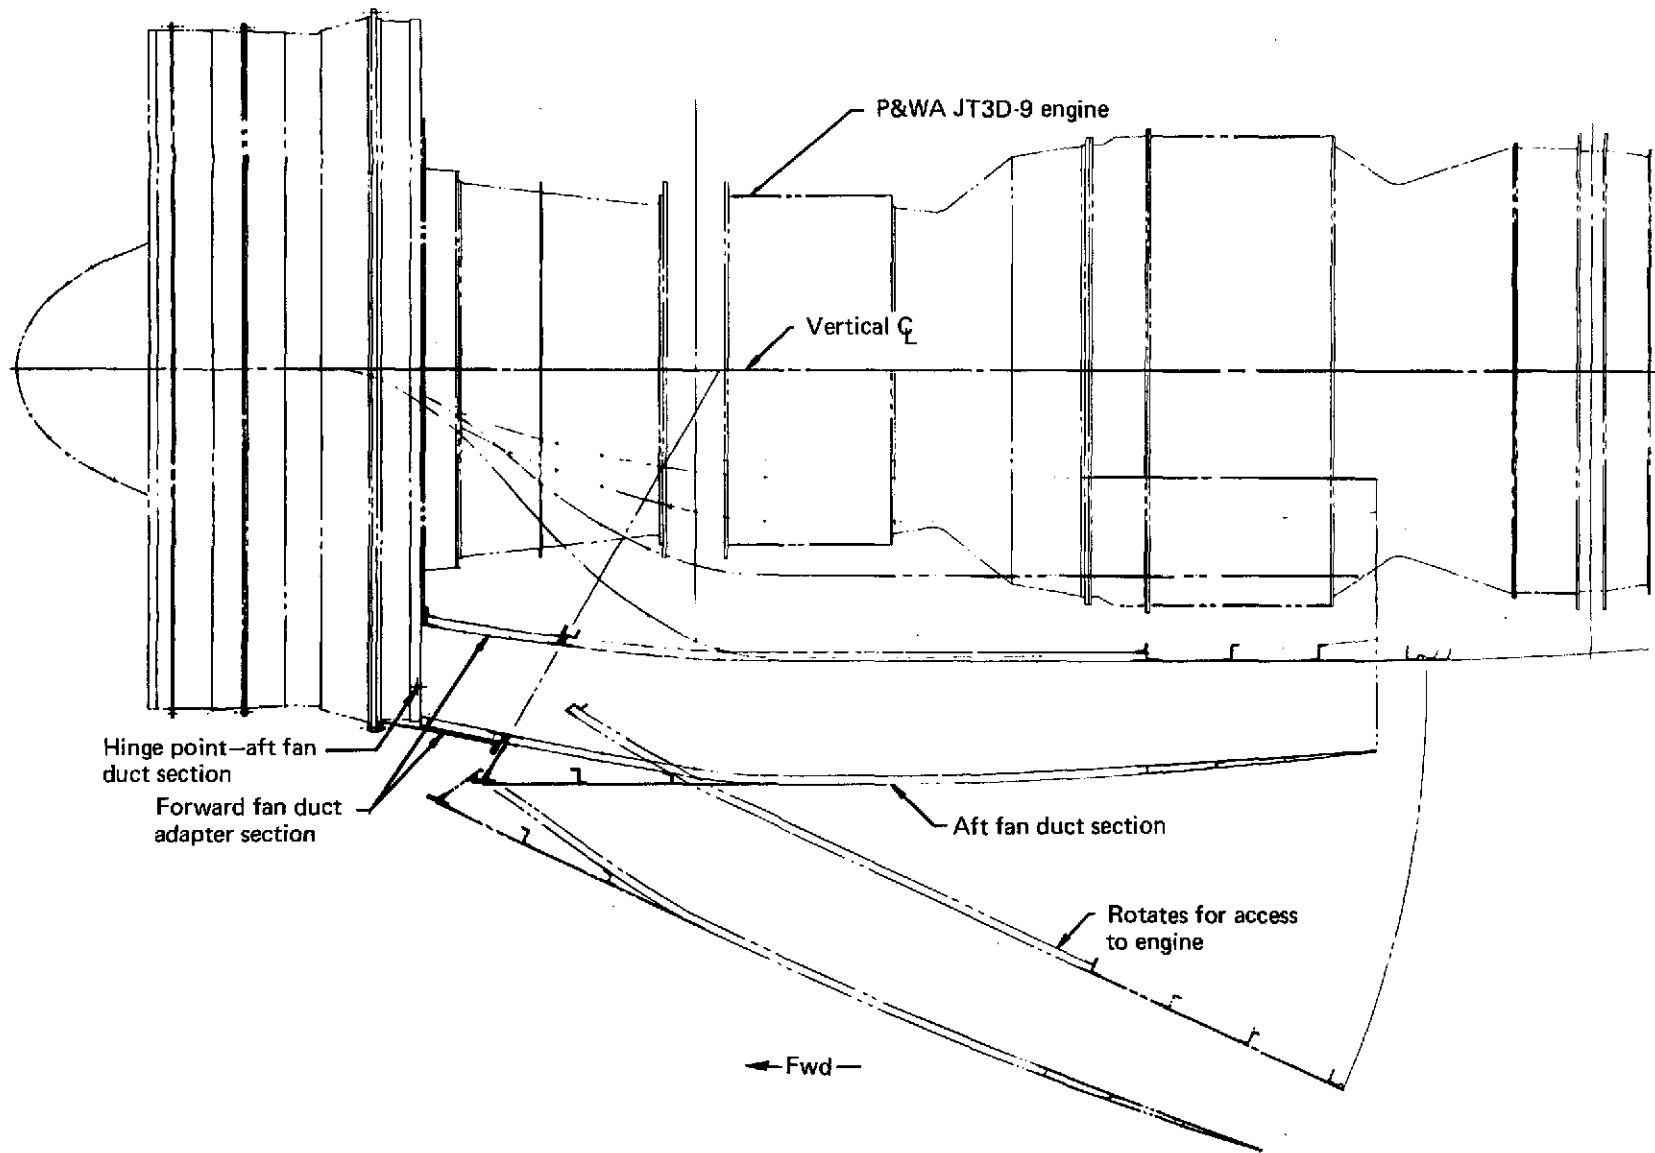 P&WA JT3D-9 engine
Vertical ℄
Hinge point—aft fan
duct section
Forward fan duct
adapter section
Aft fan duct section
Rotates for access
to engine
Fwd